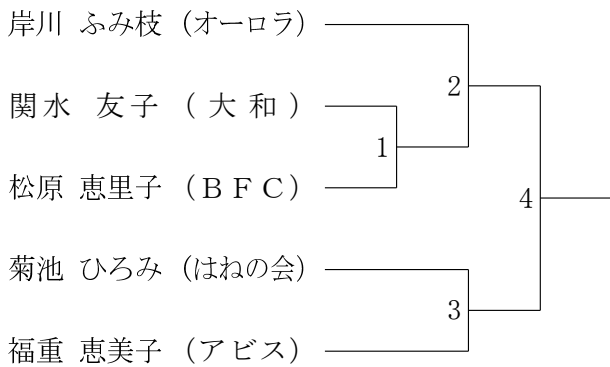 岸川 ふみ枝 (オーロラ)
2
関水 友子 (大和)
1
松原 恵里子 (BFC)
4
菊池 ひろみ (はねの会)
3
福重 恵美子 (アビス)